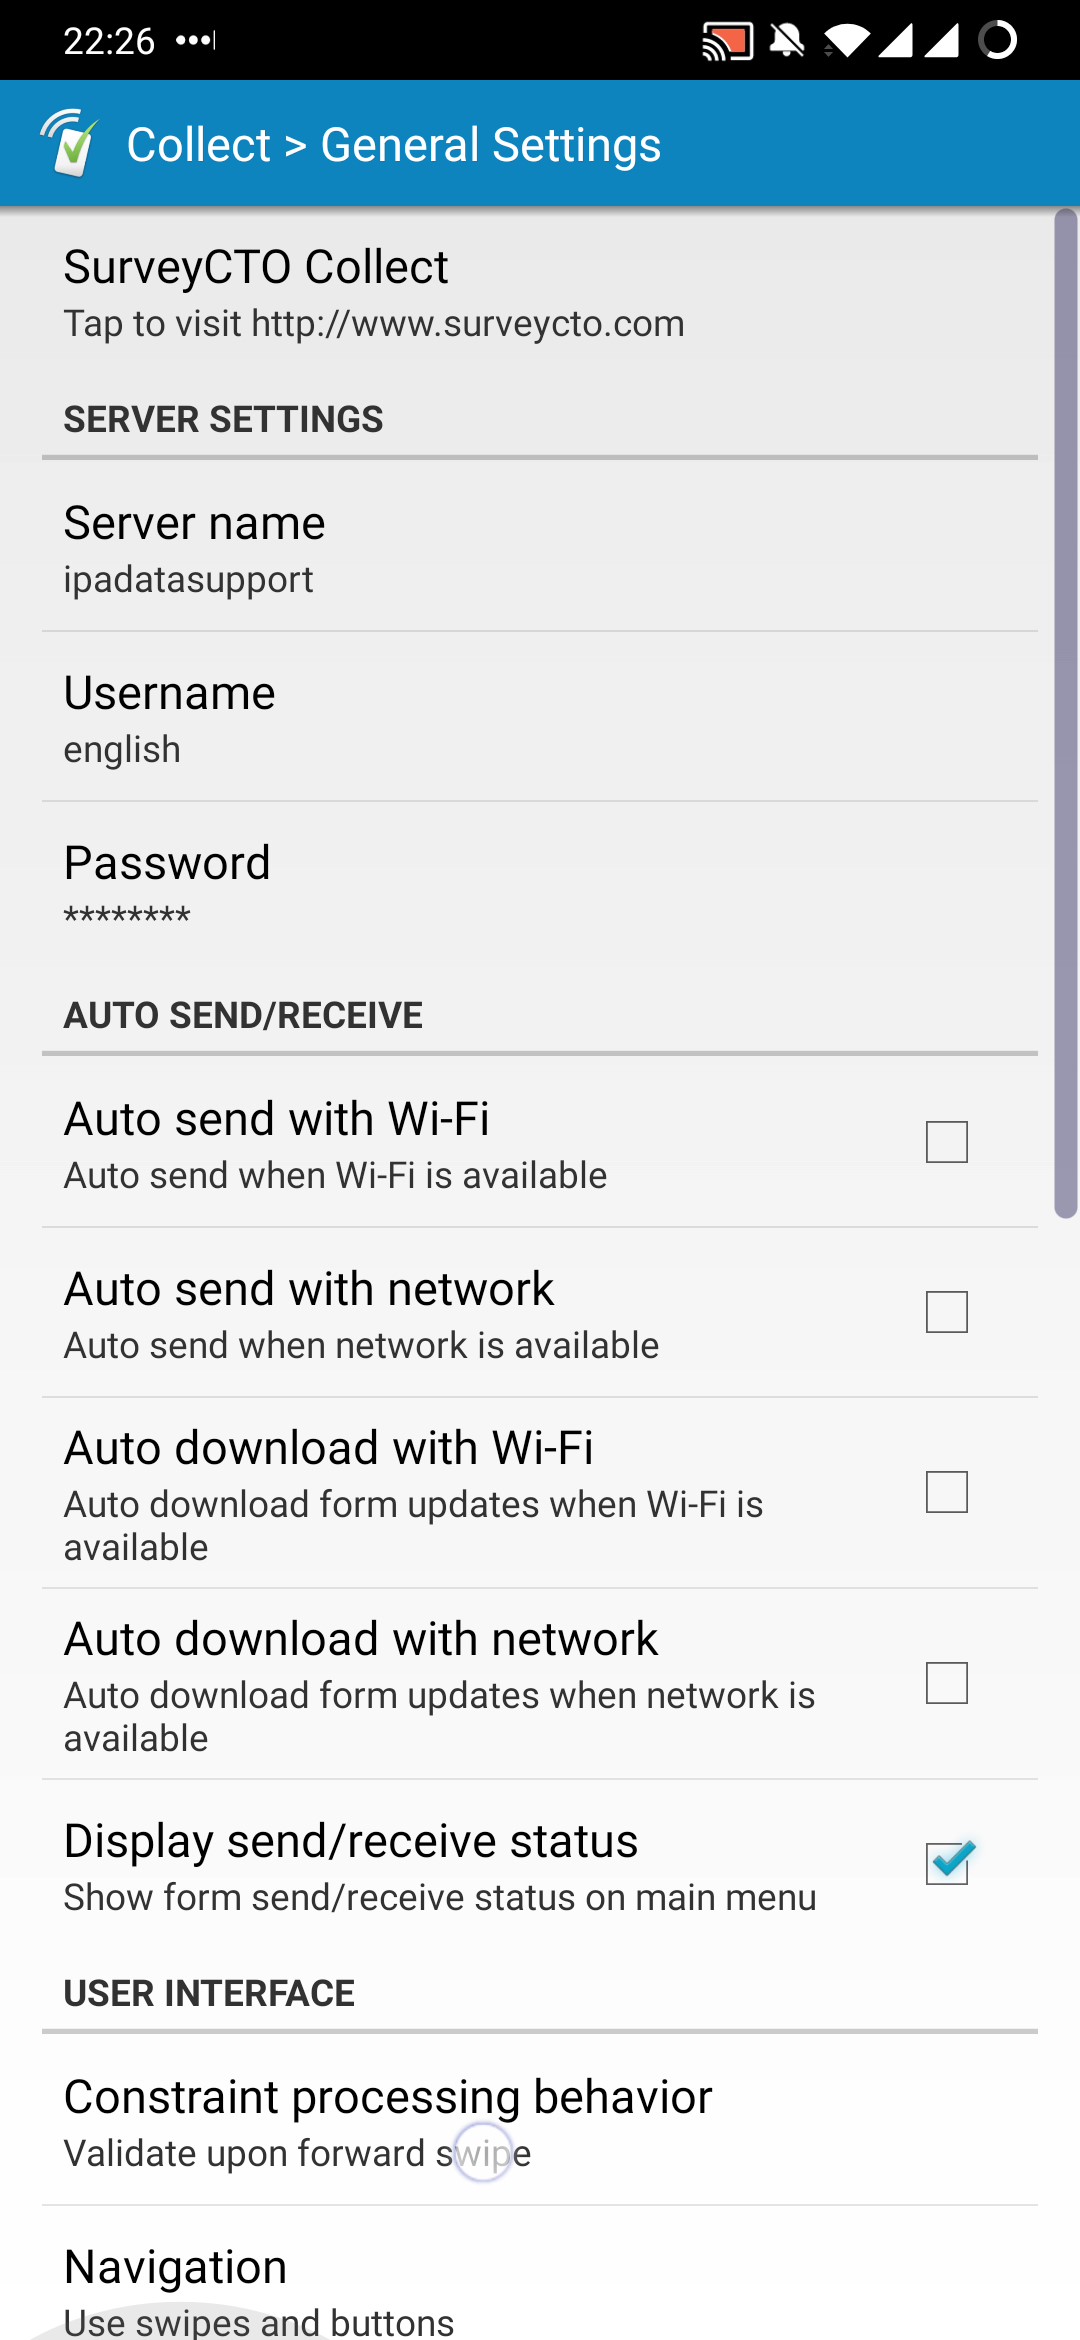 22:26
Collect > General Settings
SurveyCTO Collect
Tap to visit http://www.surveycto.com
SERVER SETTINGS
Server name
ipadatasupport
Username
english
Password
********
AUTO SEND/RECEIVE
Auto send with Wi-Fi
Auto send when Wi-Fi is available
Auto send with network
Auto send when network is available
Auto download with Wi-Fi
Auto download form updates when Wi-Fi is
available
Auto download with network
Auto download form updates when network is
available
Display send/receive status
Show form send/receive status on main menu
USER INTERFACE
Constraint processing behavior
Validate upon forward swipe
Navigation
Use swipes and buttons